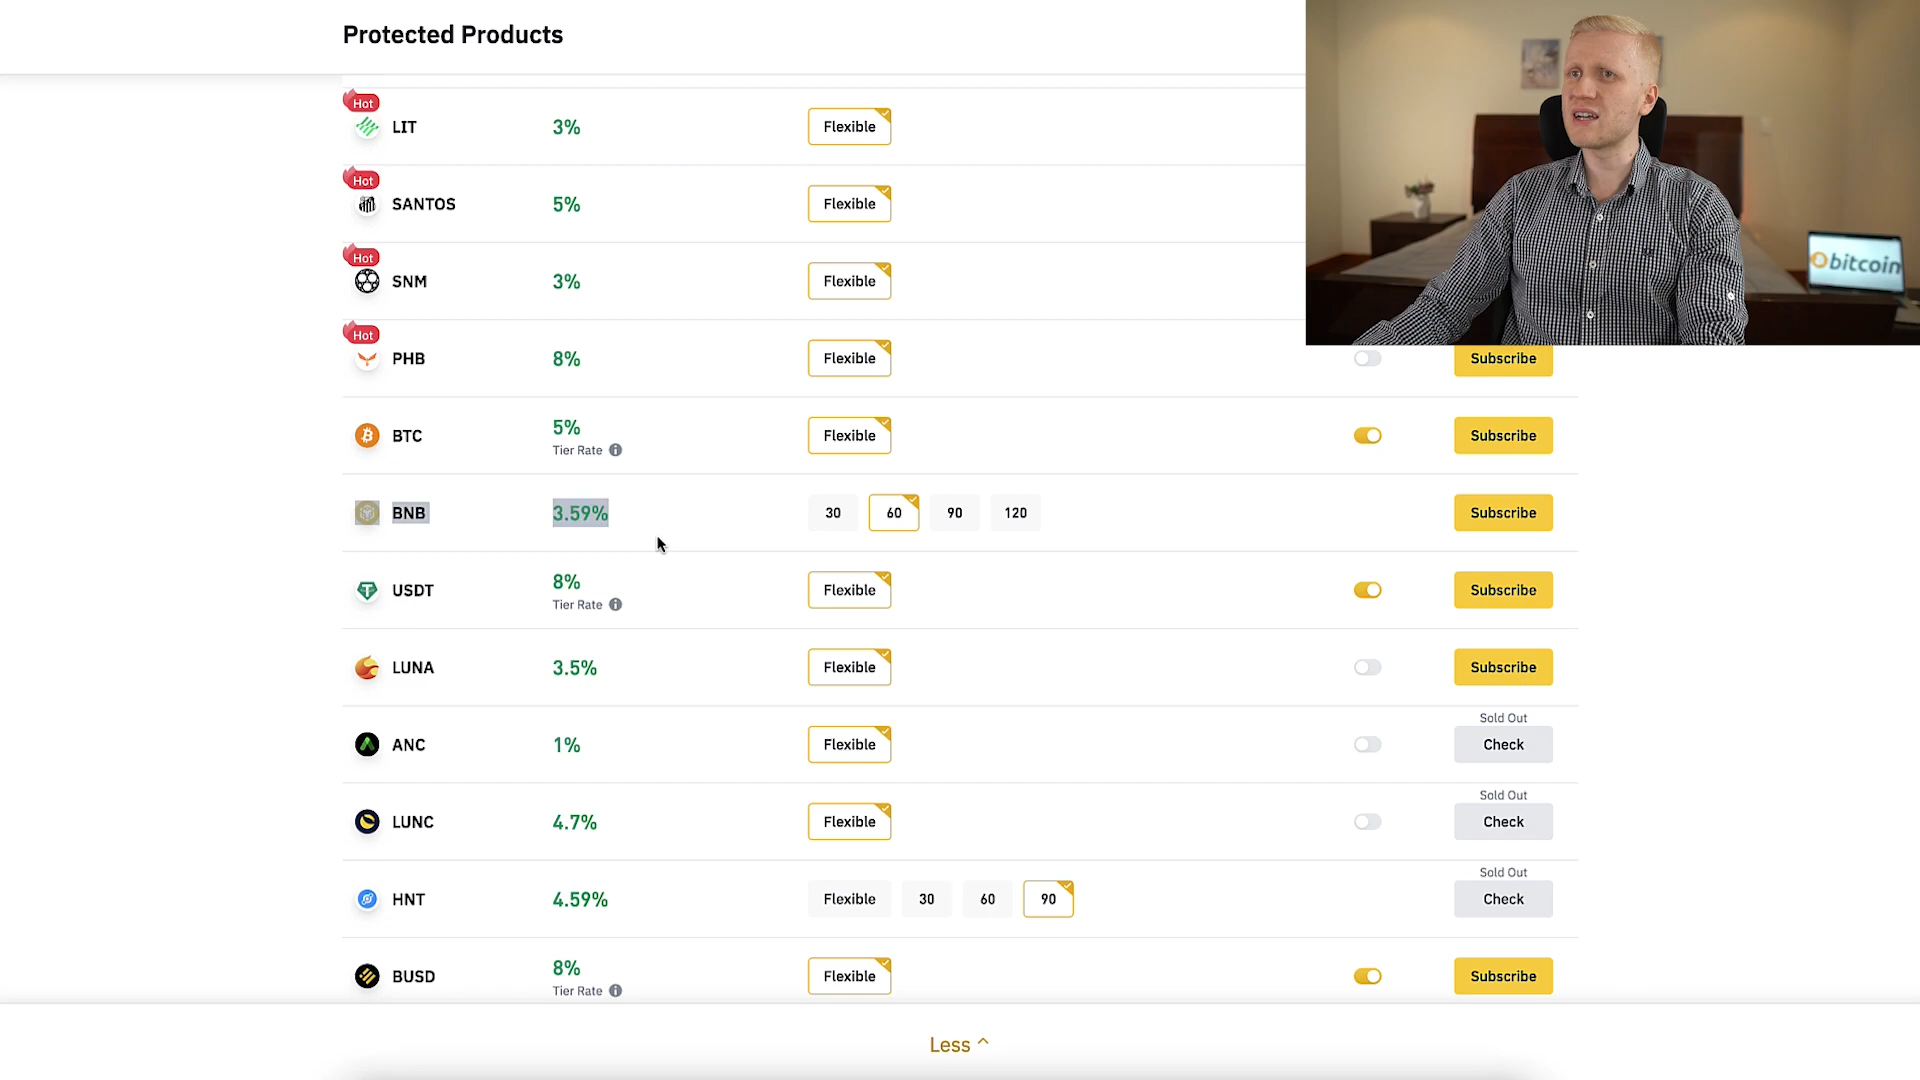 Protected Products
Hot
LIT 3% Flexible
Hot
SANTOS 5% Flexible
Hot
SNM 3% Flexible
bitcoin
Hot
PHB 8% Flexible Subscribe
BTC 5% Flexible Subscribe
Tier Rate
BNB 3.59% 30 60 90 120 Subscribe
USDT 8% Flexible Subscribe
Tier Rate
LUNA 3.5% Flexible Subscribe
Sold Out
ANC 1% Flexible Check
Sold Out
LUNC 4.7% Flexible Check
Sold Out
HNT 4.59% Flexible 30 60 90 Check
BUSD 8% Flexible Subscribe
Tier Rate
Less